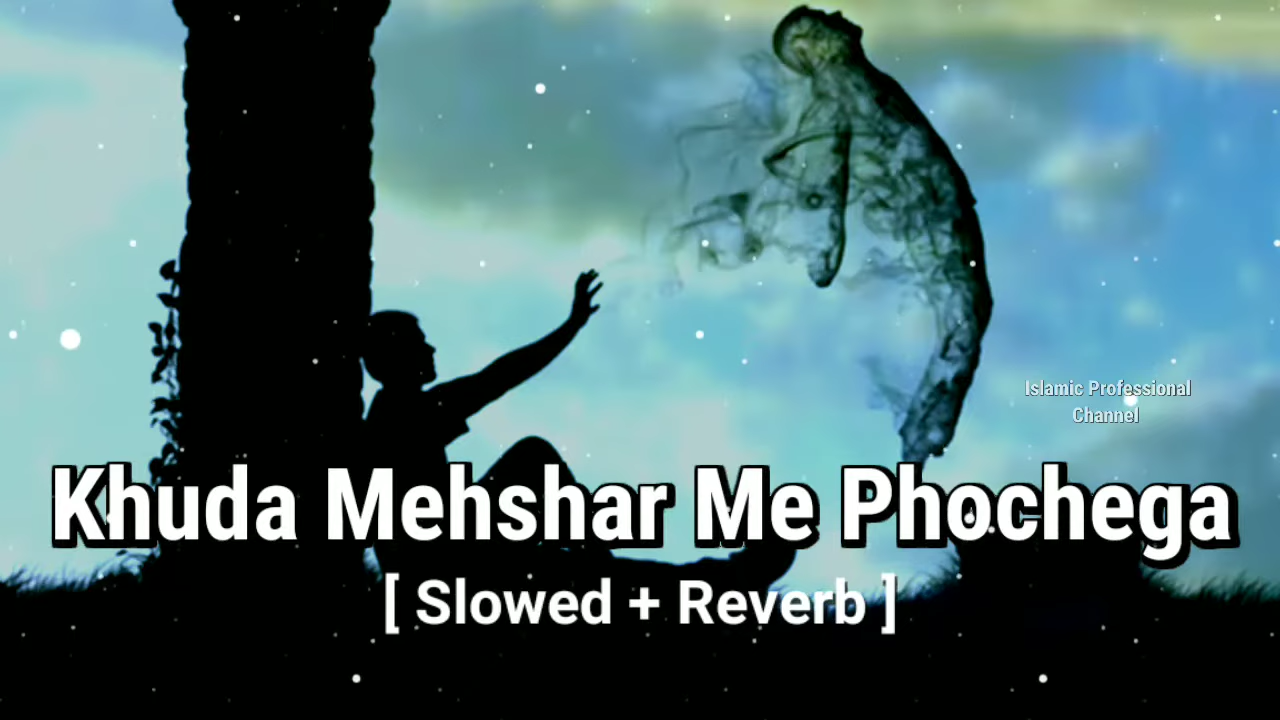 Islamic Professional
Channel
Khuda Mehshar Me Phochega
[ Slowed + Reverb ]